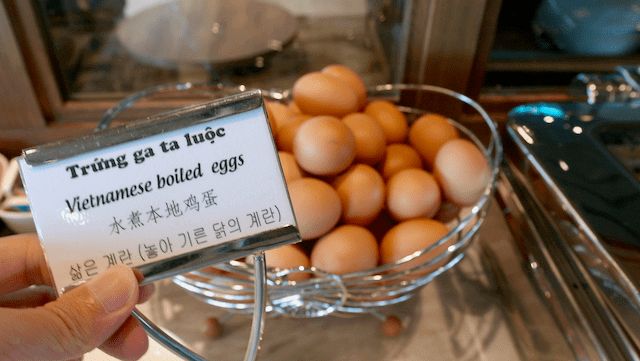 Trứng ga ta luộc
Vietnamese boiled eggs
水煮本地鸡蛋
삶은 계란 (놓아 기른 닭의 계란)